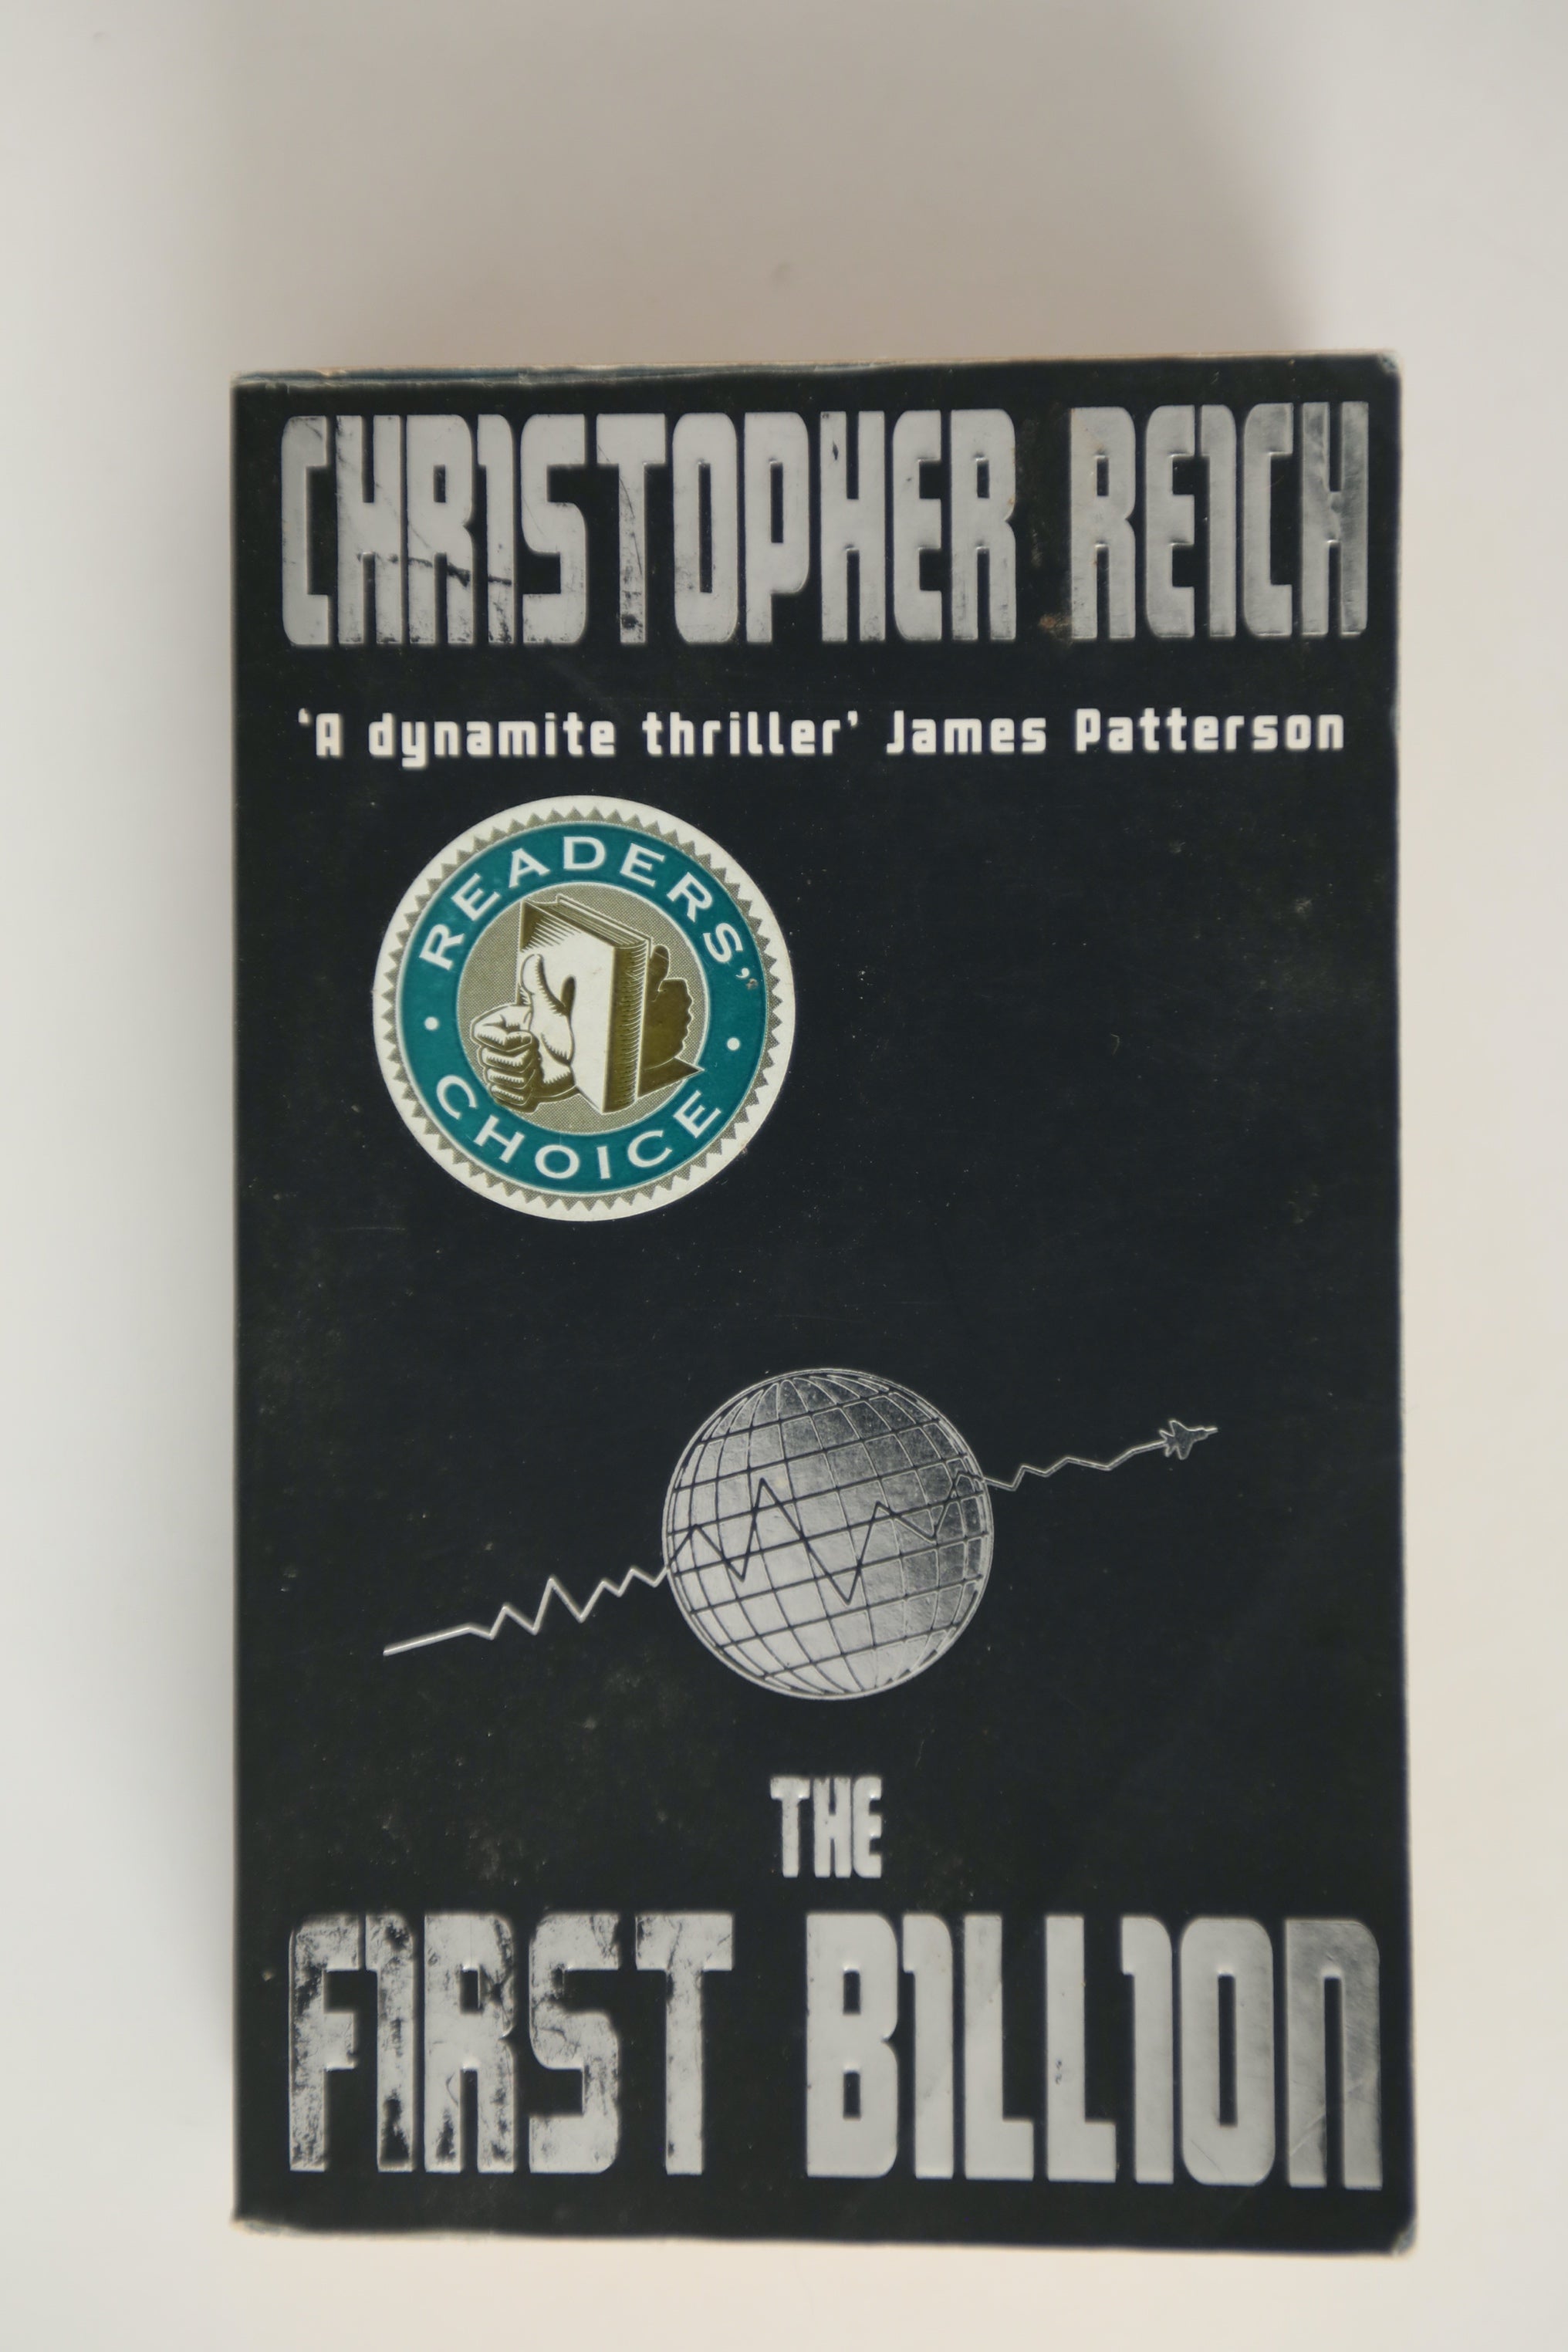 CHRISTOPHER REICH
‘A dynamite thriller’ James Patterson
READERS’
CHOICE
THE
FIRST BILLION